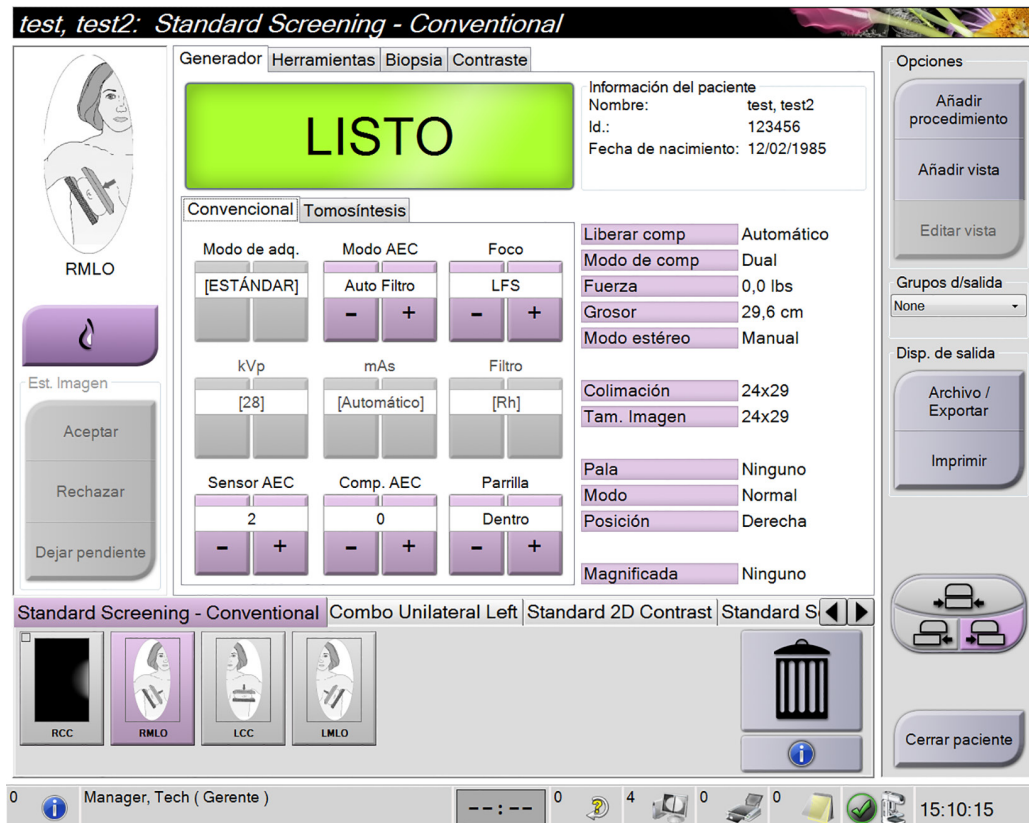 test, test2: Standard Screening - Conventional
RMLO
Est. Imagen
Aceptar
Rechazar
Dejar pendiente
Generador Herramientas Biopsia Contraste
LISTO
Información del paciente
Nombre: test, test2
Id.: 123456
Fecha de nacimiento: 12/02/1985
Convencional Tomosíntesis
Modo de adq. Modo AEC Foco
[ESTÁNDAR] Auto Filtro LFS
- + - +
kVp mAs Filtro
[28] [Automático] [Rh]
Sensor AEC Comp. AEC Parrilla
2 0 Dentro
- + - + - +
Liberar comp Automático
Modo de comp Dual
Fuerza 0,0 lbs
Grosor 29,6 cm
Modo estéreo Manual
Colimación 24x29
Tam. Imagen 24x29
Pala Ninguno
Modo Normal
Posición Derecha
Magnificada Ninguno
Opciones
Añadir
procedimiento
Añadir vista
Editar vista
Grupos d/salida
None
Disp. de salida
Archivo /
Exportar
Imprimir
Cerrar paciente
Standard Screening - Conventional Combo Unilateral Left Standard 2D Contrast Standard S
RCC RMLO LCC LMLO
0 Manager, Tech ( Gerente ) --:-- 0 4 0 0 15:10:15